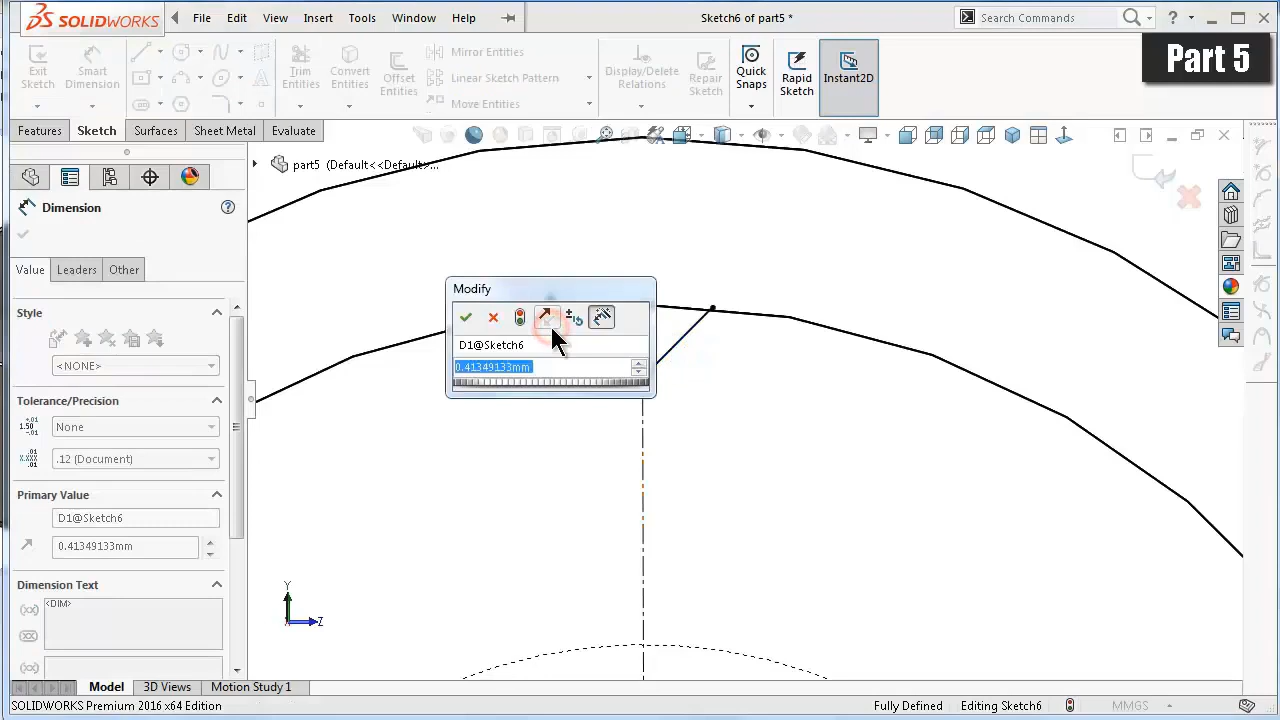 SOLIDWORKS
File Edit View Insert Tools Window Help
Sketch6 of part5 *
Search Commands
Part 5
Exit Sketch
Smart Dimension
Trim Entities
Convert Entities
Offset Entities
Mirror Entities
Linear Sketch Pattern
Move Entities
Display/Delete Relations
Repair Sketch
Quick Snaps
Rapid Sketch
Instant2D
Features Sketch Surfaces Sheet Metal Evaluate
part5 (Default<<Default>...
Dimension
Value Leaders Other
Style
<NONE>
Tolerance/Precision
None
.12 (Document)
Primary Value
D1@Sketch6
0.41349133mm
Dimension Text
<DIM>
Modify
D1@Sketch6
0.41349133mm
Y
Z
Model 3D Views Motion Study 1
SOLIDWORKS Premium 2016 x64 Edition
Fully Defined Editing Sketch6 MMGS